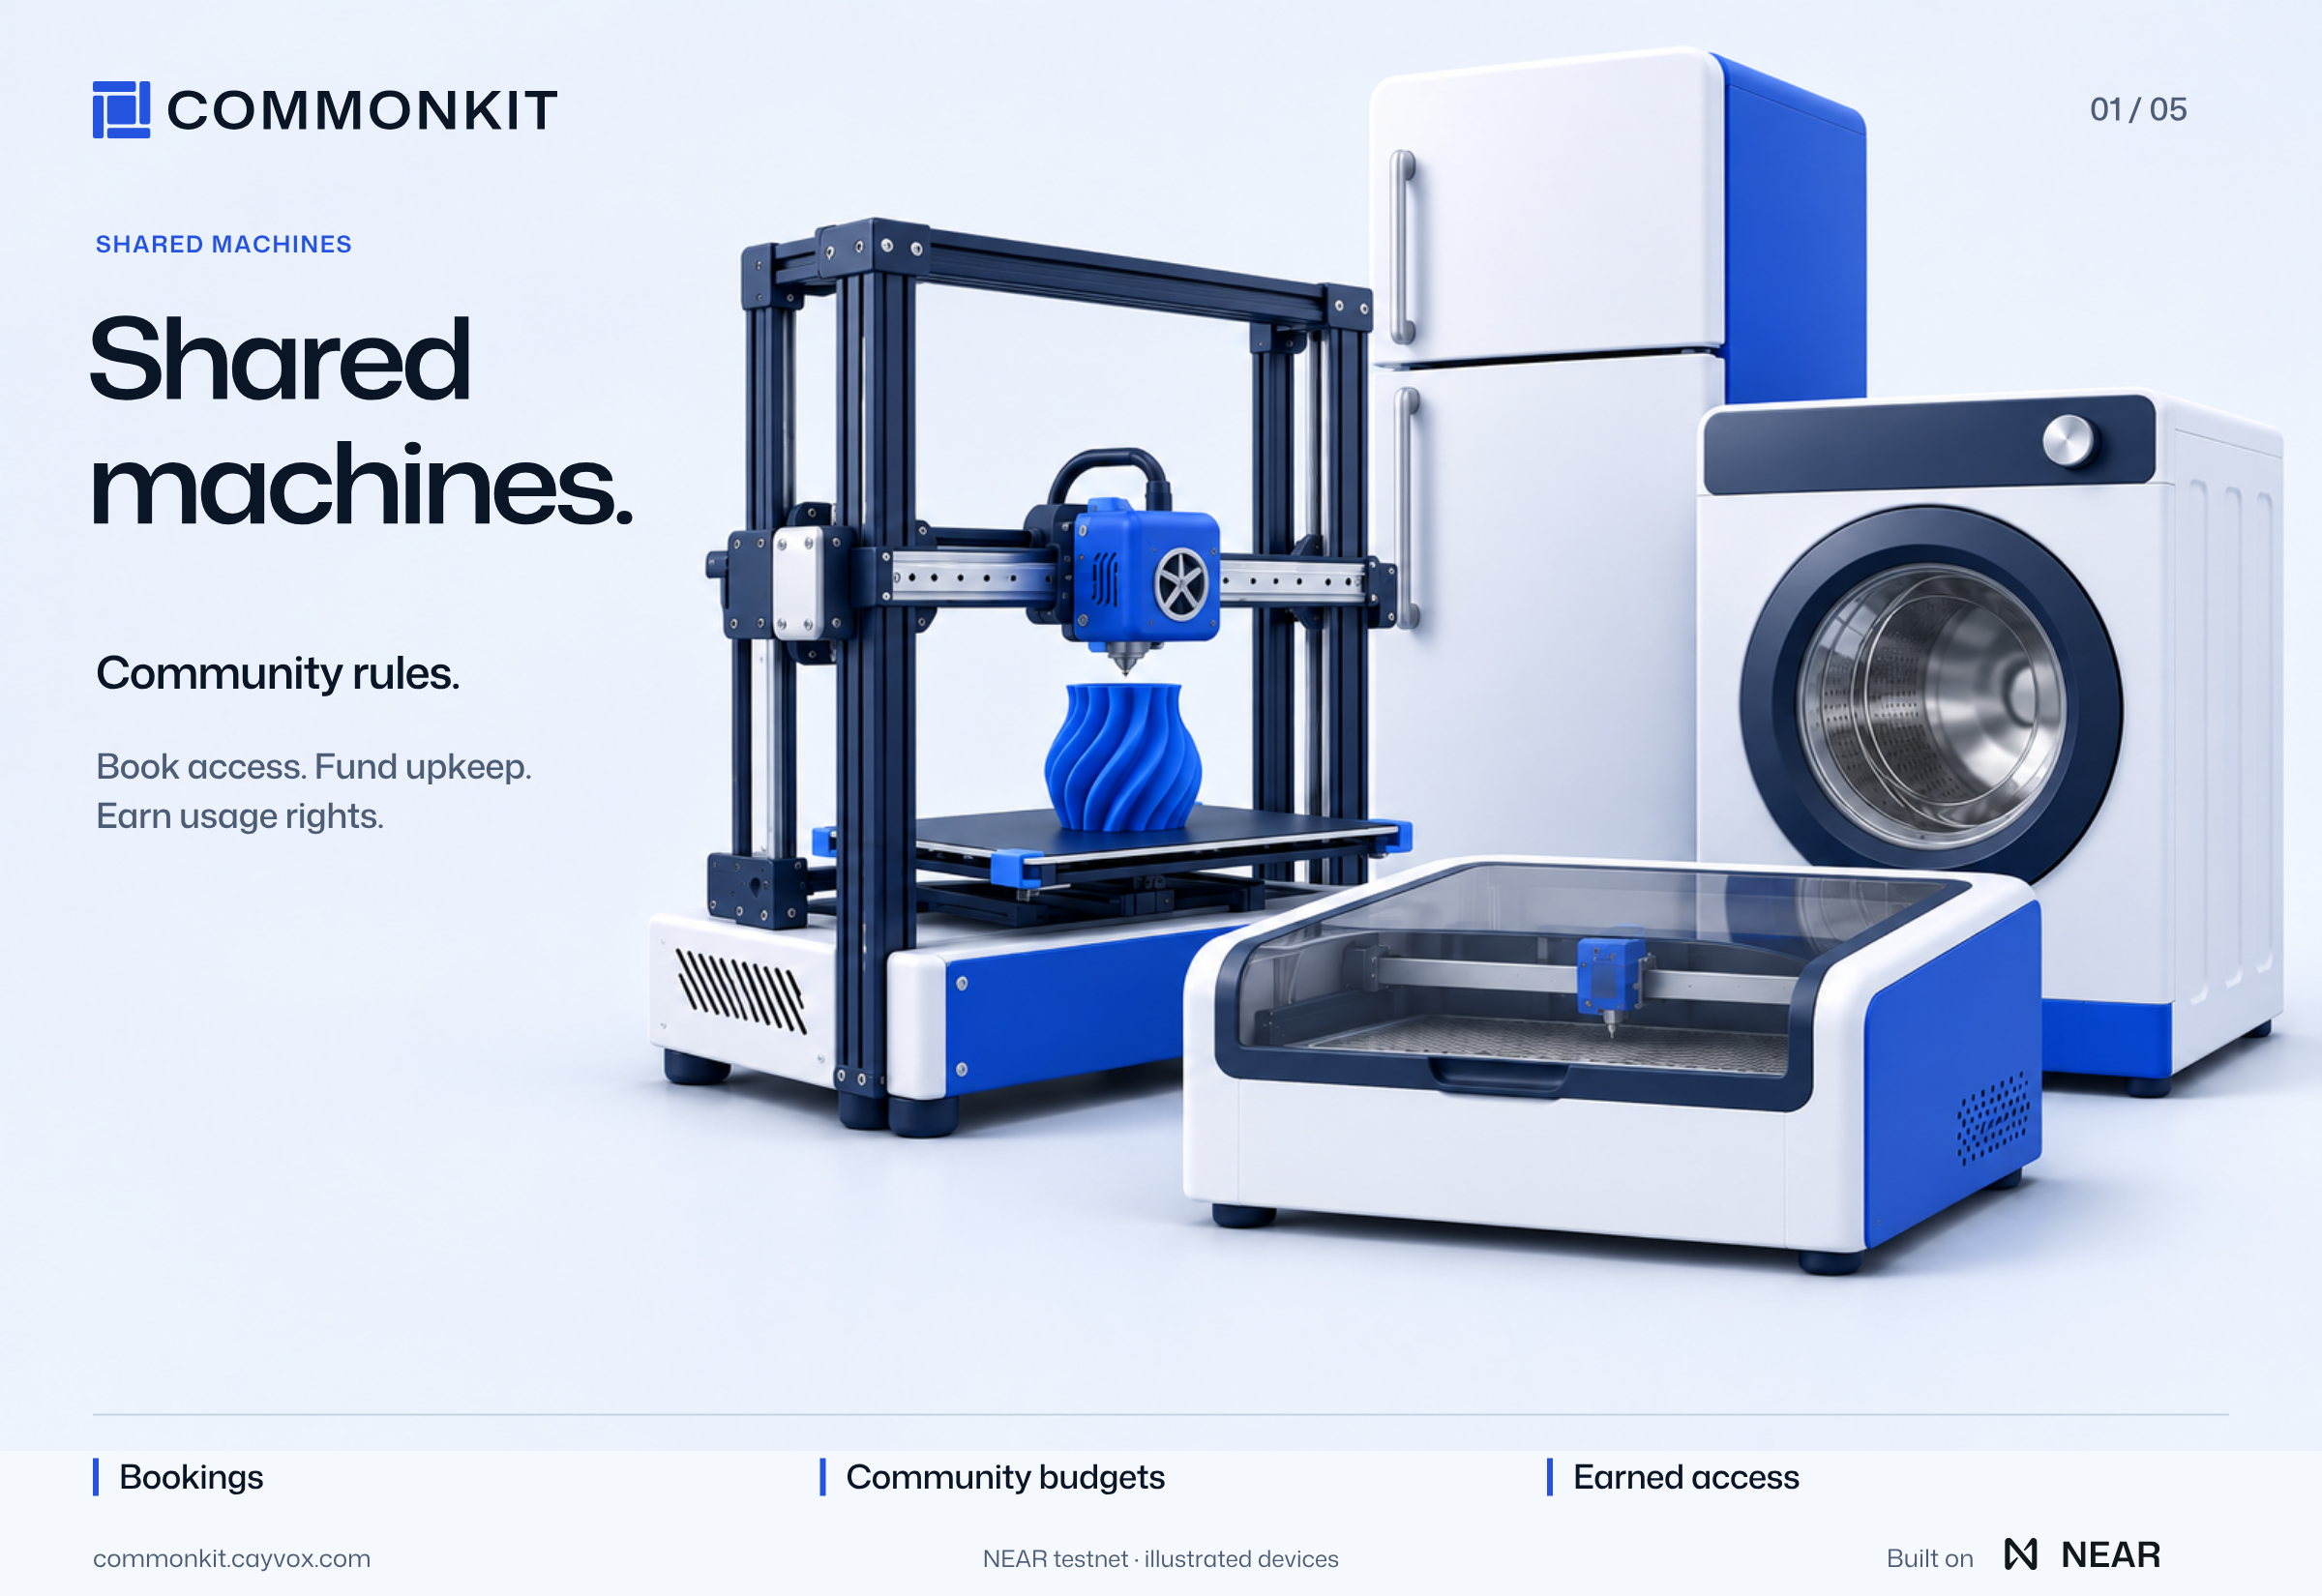 COMMONKIT
01 / 05
SHARED MACHINES
Shared
machines.
Community rules.
Book access. Fund upkeep.
Earn usage rights.
Bookings
Community budgets
Earned access
commonkit.cayvox.com
NEAR testnet · illustrated devices
Built on NEAR